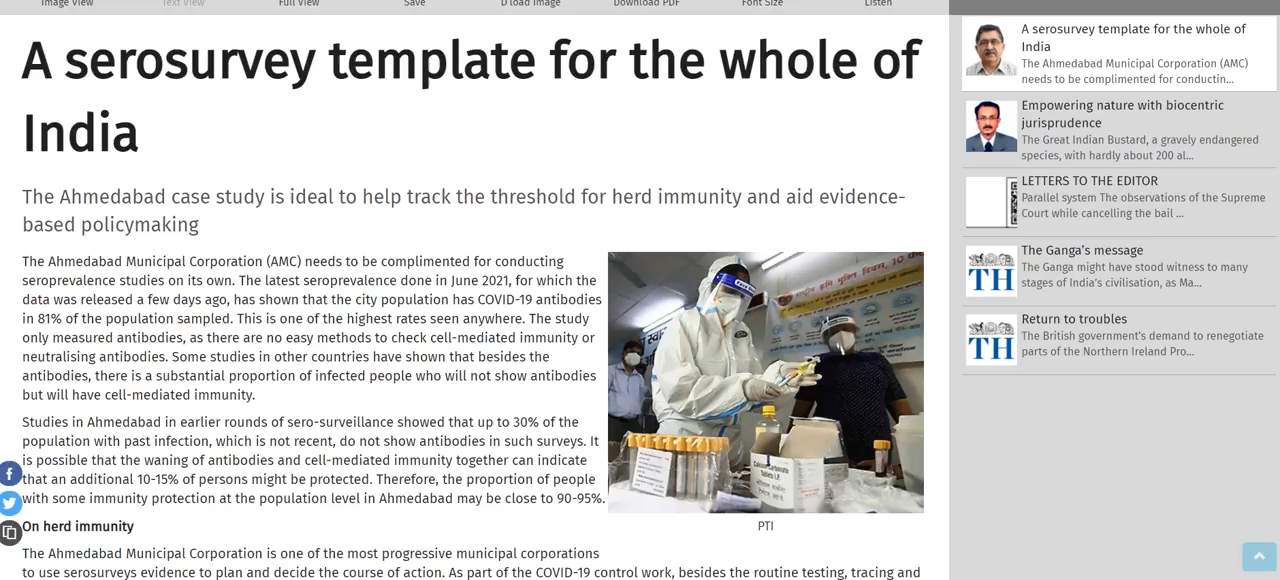 Image View Text View Full View Save D'load Image Download PDF Font Size Listen
A serosurvey template for the whole of
India
The Ahmedabad case study is ideal to help track the threshold for herd immunity and aid evidence-
based policymaking
The Ahmedabad Municipal Corporation (AMC) needs to be complimented for conducting
seroprevalence studies on its own. The latest seroprevalence done in June 2021, for which the
data was released a few days ago, has shown that the city population has COVID-19 antibodies
in 81% of the population sampled. This is one of the highest rates seen anywhere. The study
only measured antibodies, as there are no easy methods to check cell-mediated immunity or
neutralising antibodies. Some studies in other countries have shown that besides the
antibodies, there is a substantial proportion of infected people who will not show antibodies
but will have cell-mediated immunity.
Studies in Ahmedabad in earlier rounds of sero-surveillance showed that up to 30% of the
population with past infection, which is not recent, do not show antibodies in such surveys. It
is possible that the waning of antibodies and cell-mediated immunity together can indicate
that an additional 10-15% of persons might be protected. Therefore, the proportion of people
with some immunity protection at the population level in Ahmedabad may be close to 90-95%.
PTI
On herd immunity
The Ahmedabad Municipal Corporation is one of the most progressive municipal corporations
to use serosurveys evidence to plan and decide the course of action. As part of the COVID-19 control work, besides the routine testing, tracing and
A serosurvey template for the whole of
India
The Ahmedabad Municipal Corporation (AMC)
needs to be complimented for conductin...
Empowering nature with biocentric
jurisprudence
The Great Indian Bustard, a gravely endangered
species, with hardly about 200 al...
LETTERS TO THE EDITOR
Parallel system The observations of the Supreme
Court while cancelling the bail ...
TH
The Ganga's message
The Ganga might have stood witness to many
stages of India's civilisation, as Ma...
TH
Return to troubles
The British government's demand to renegotiate
parts of the Northern Ireland Pro...